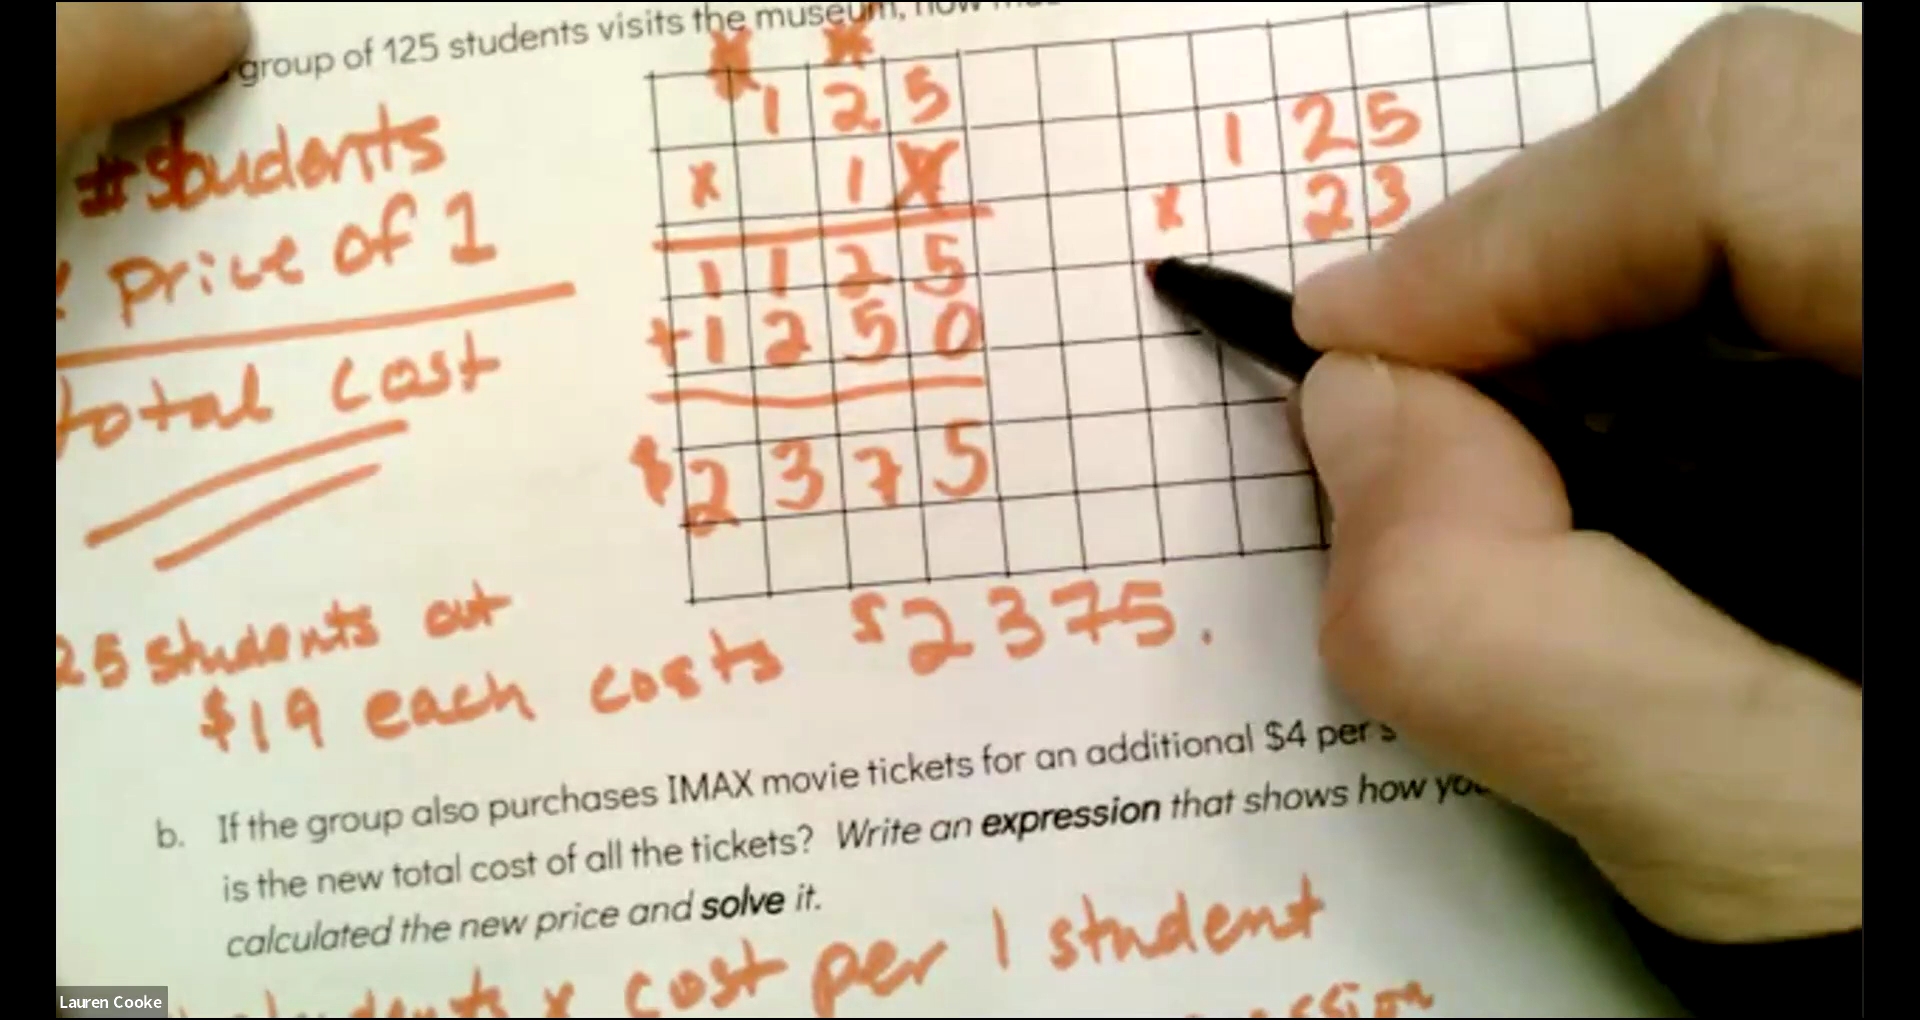 group of 125 students visits the museum, how
#students
price of 1
total cost
1 2 5
x 1
1 1 2 5
+1 2 5 0
$2 3 7 5
1 2 5
x 2 3
25 students out
$19 each costs $2375.
b. If the group also purchases IMAX movie tickets for an additional $4 per
is the new total cost of all the tickets? Write an expression that shows how you
calculated the new price and solve it.
x cost per 1 student
Lauren Cooke